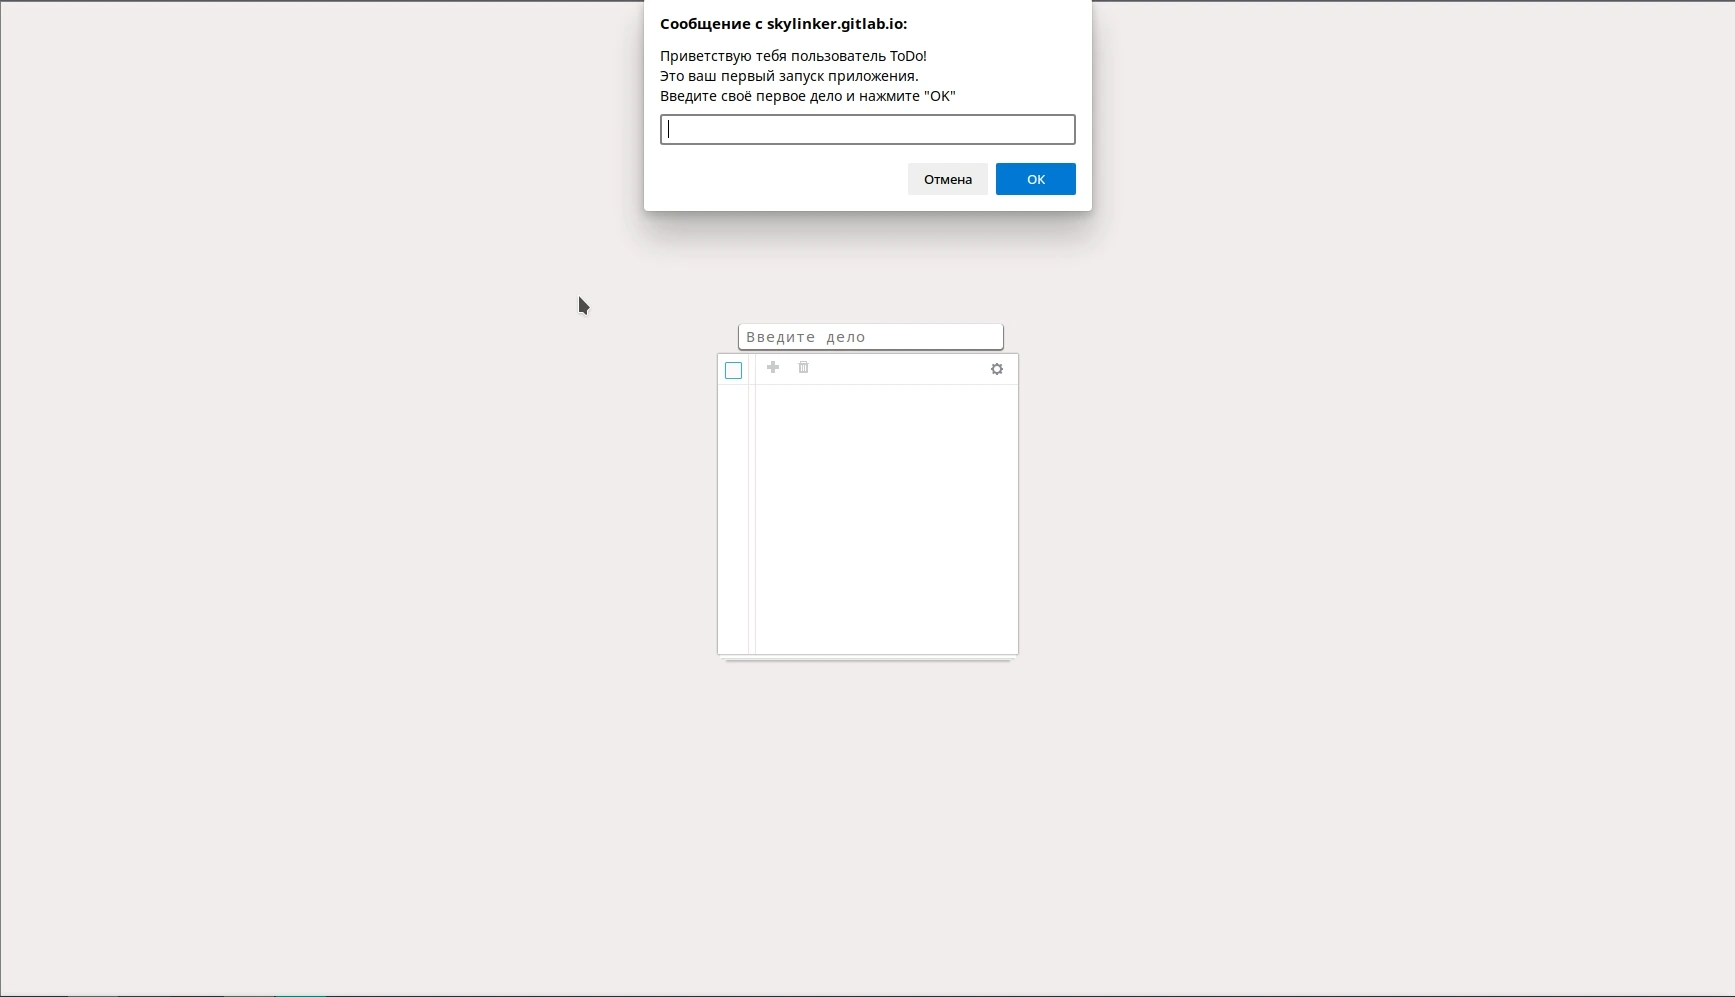 Сообщение с skylinker.gitlab.io:
Приветствую тебя пользователь ToDo!
Это ваш первый запуск приложения.
Введите своё первое дело и нажмите "OK"
Отмена
OK
Введите дело